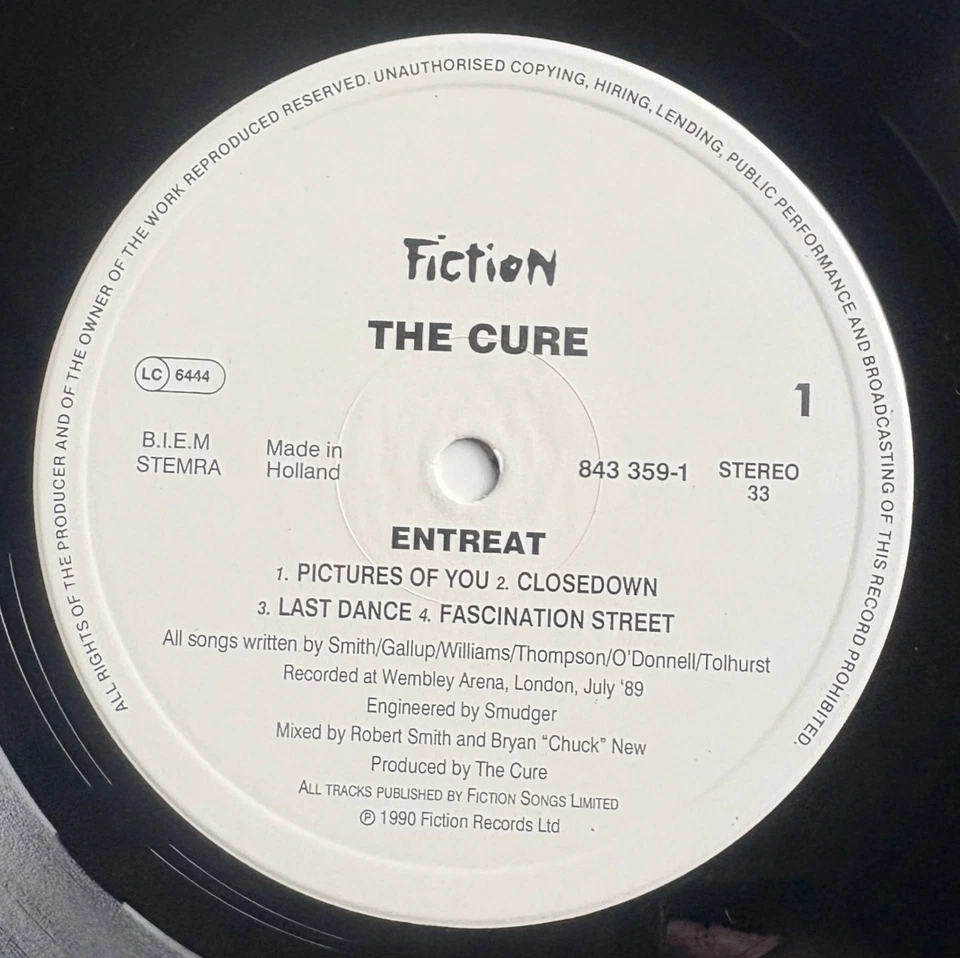 ALL RIGHTS OF THE PRODUCER AND OF THE OWNER OF THE WORK REPRODUCED RESERVED. UNAUTHORISED COPYING, HIRING, LENDING, PUBLIC PERFORMANCE AND BROADCASTING OF THIS RECORD PROHIBITED.
Fiction
THE CURE
LC 6444
1
B.I.E.M
STEMRA
Made in
Holland
843 359-1
STEREO
33
ENTREAT
1. PICTURES OF YOU 2. CLOSEDOWN
3. LAST DANCE 4. FASCINATION STREET
All songs written by Smith/Gallup/Williams/Thompson/O'Donnell/Tolhurst
Recorded at Wembley Arena, London, July ‘89
Engineered by Smudger
Mixed by Robert Smith and Bryan “Chuck” New
Produced by The Cure
ALL TRACKS PUBLISHED BY FICTION SONGS LIMITED
℗ 1990 Fiction Records Ltd